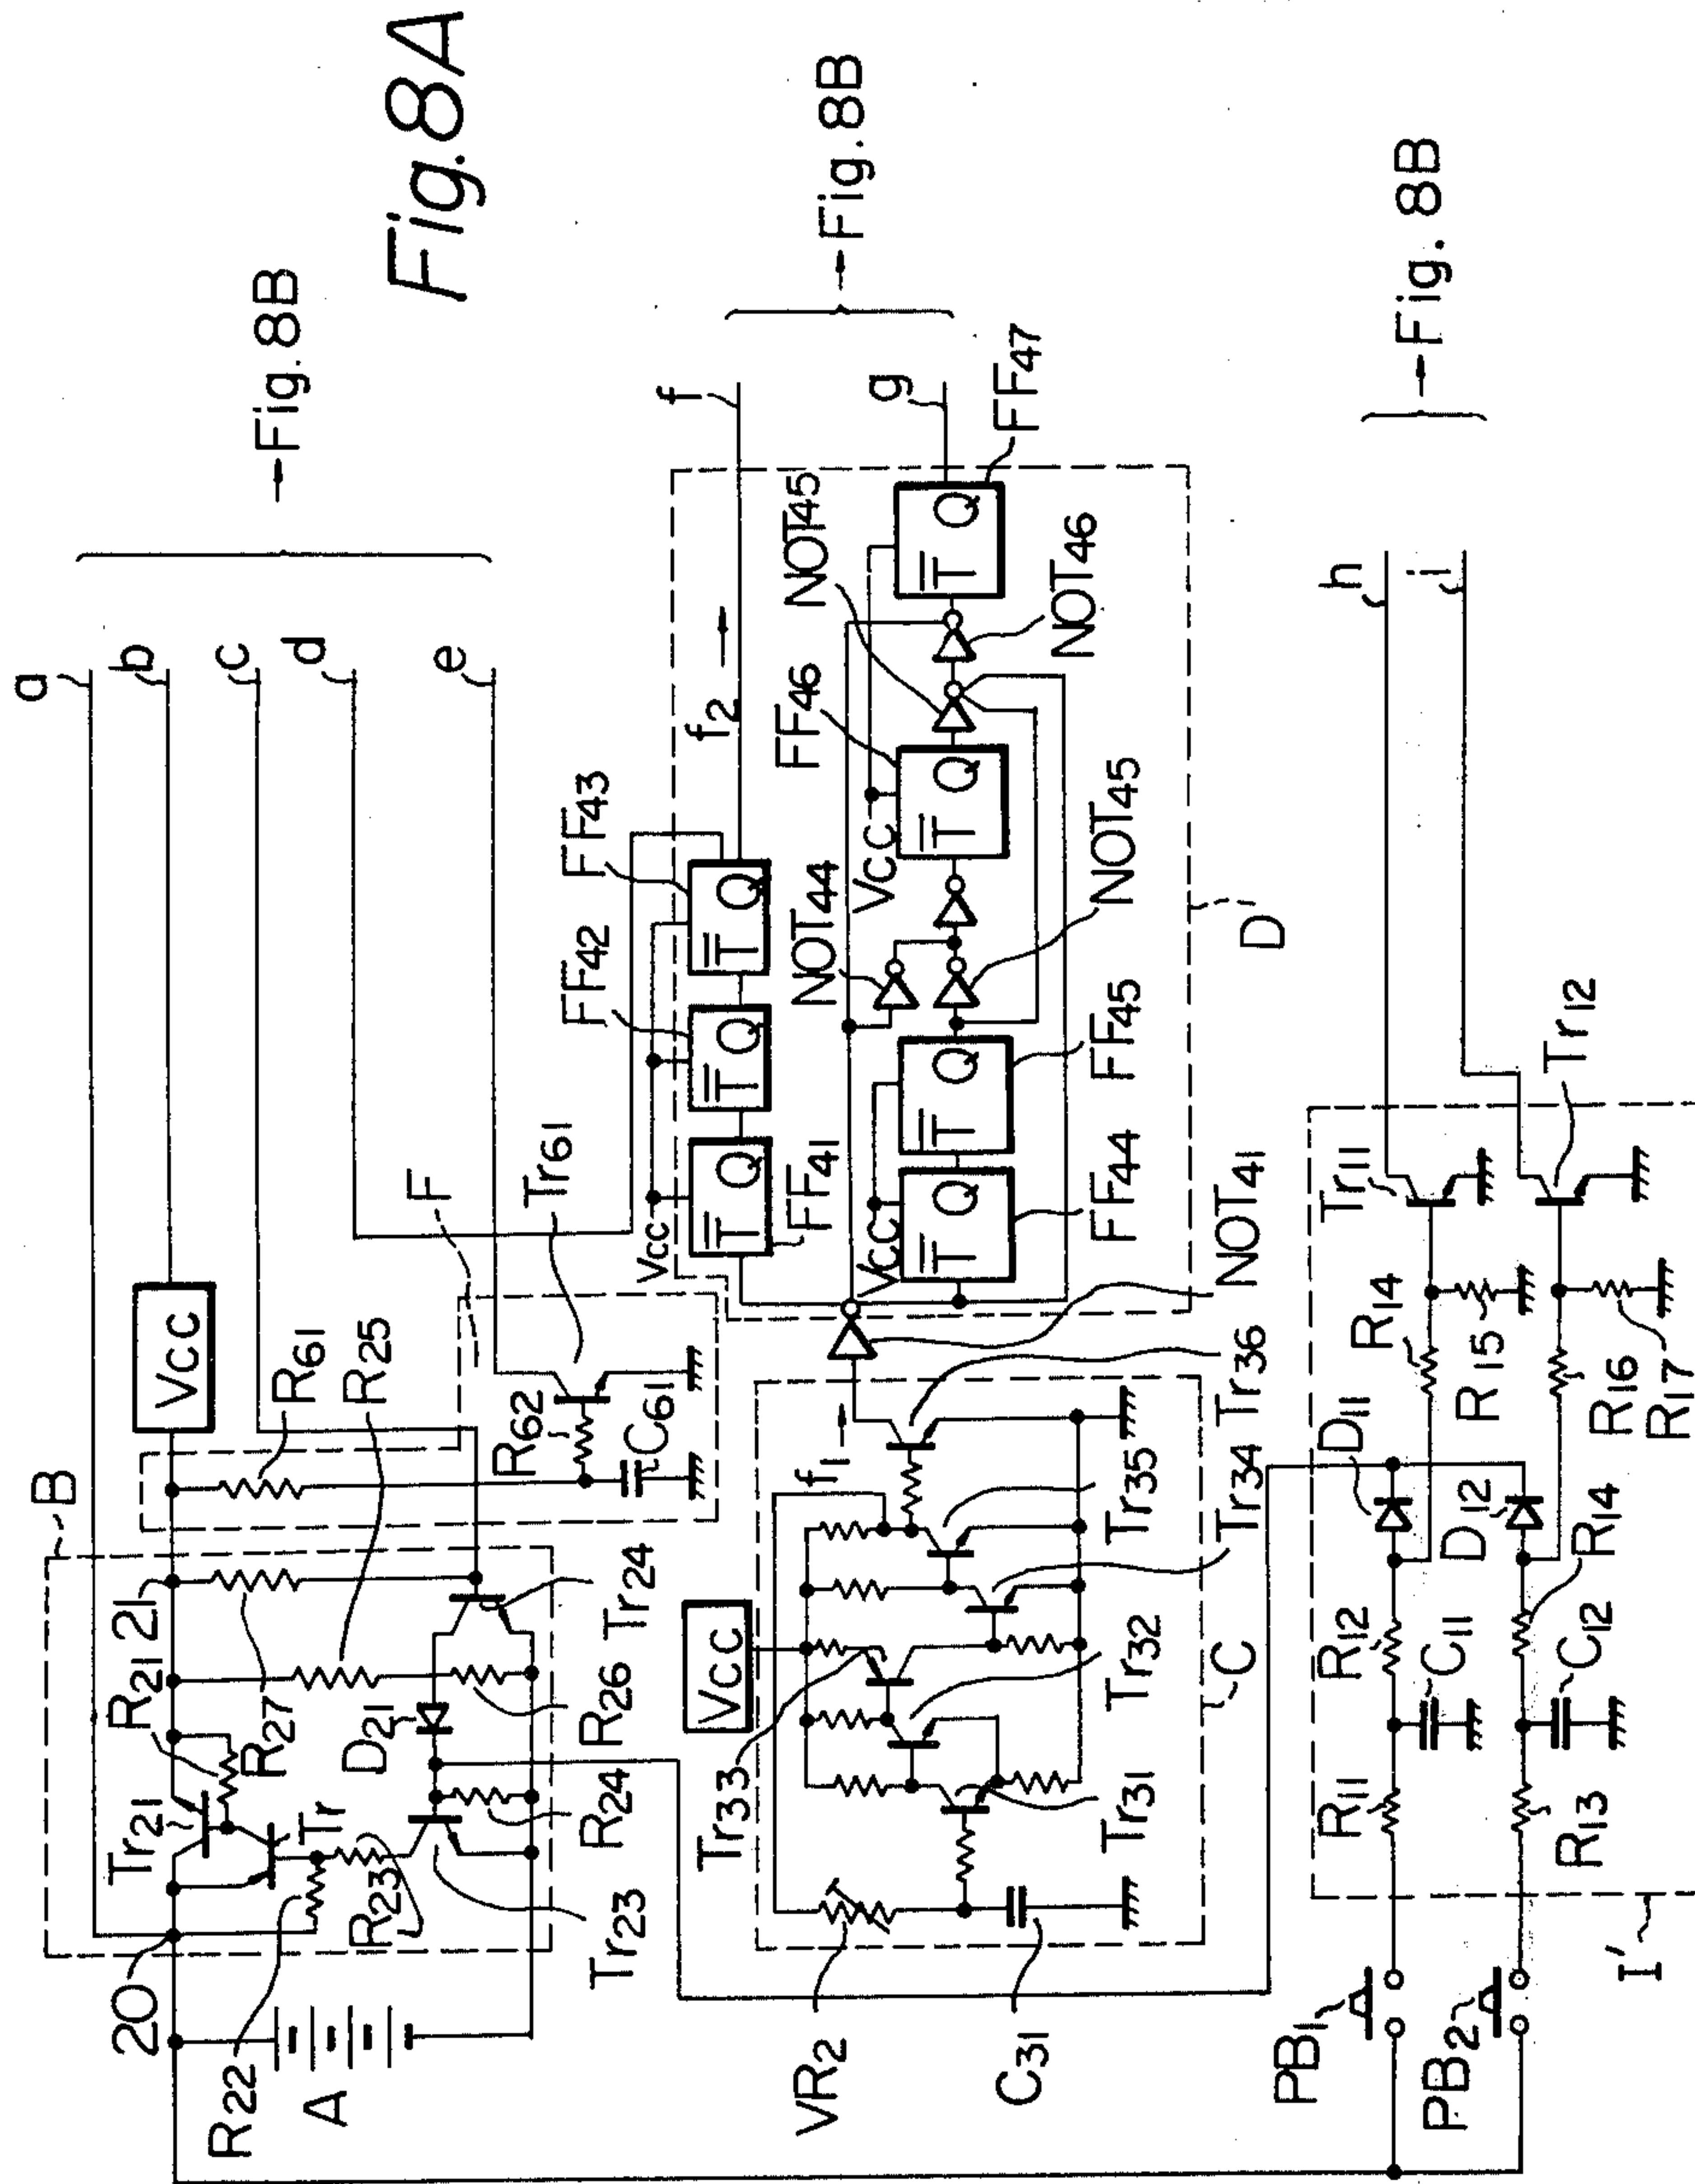 Fig.8A
a
b
c
d
e
→Fig.8B
B
21
VCC
R61
R25
F
Tr61
R62
C61
20
Tr21
R21
R27
Tr
R22
R23
D21
R24
R26
Tr24
Tr23
A
f
f2
→Fig.8B
g
FF43
FF42
FF41
Vcc
T Q
T Q
T Q
FF46
NOT45
NOT46
FF47
VCC
T Q
T Q
NOT44
NOT45
VCC
T Q
T Q
FF44
FF45
NOT41
D
VCC
f1
Tr33
Tr32
Tr31
Tr34
Tr35
Tr36
VR2
C31
C
h
i
→Fig. 8B
Tr11
Tr12
D11
D12
R14
R15
R16
R17
R12
C11
R14
C12
R11
R13
PB1
PB2
I'